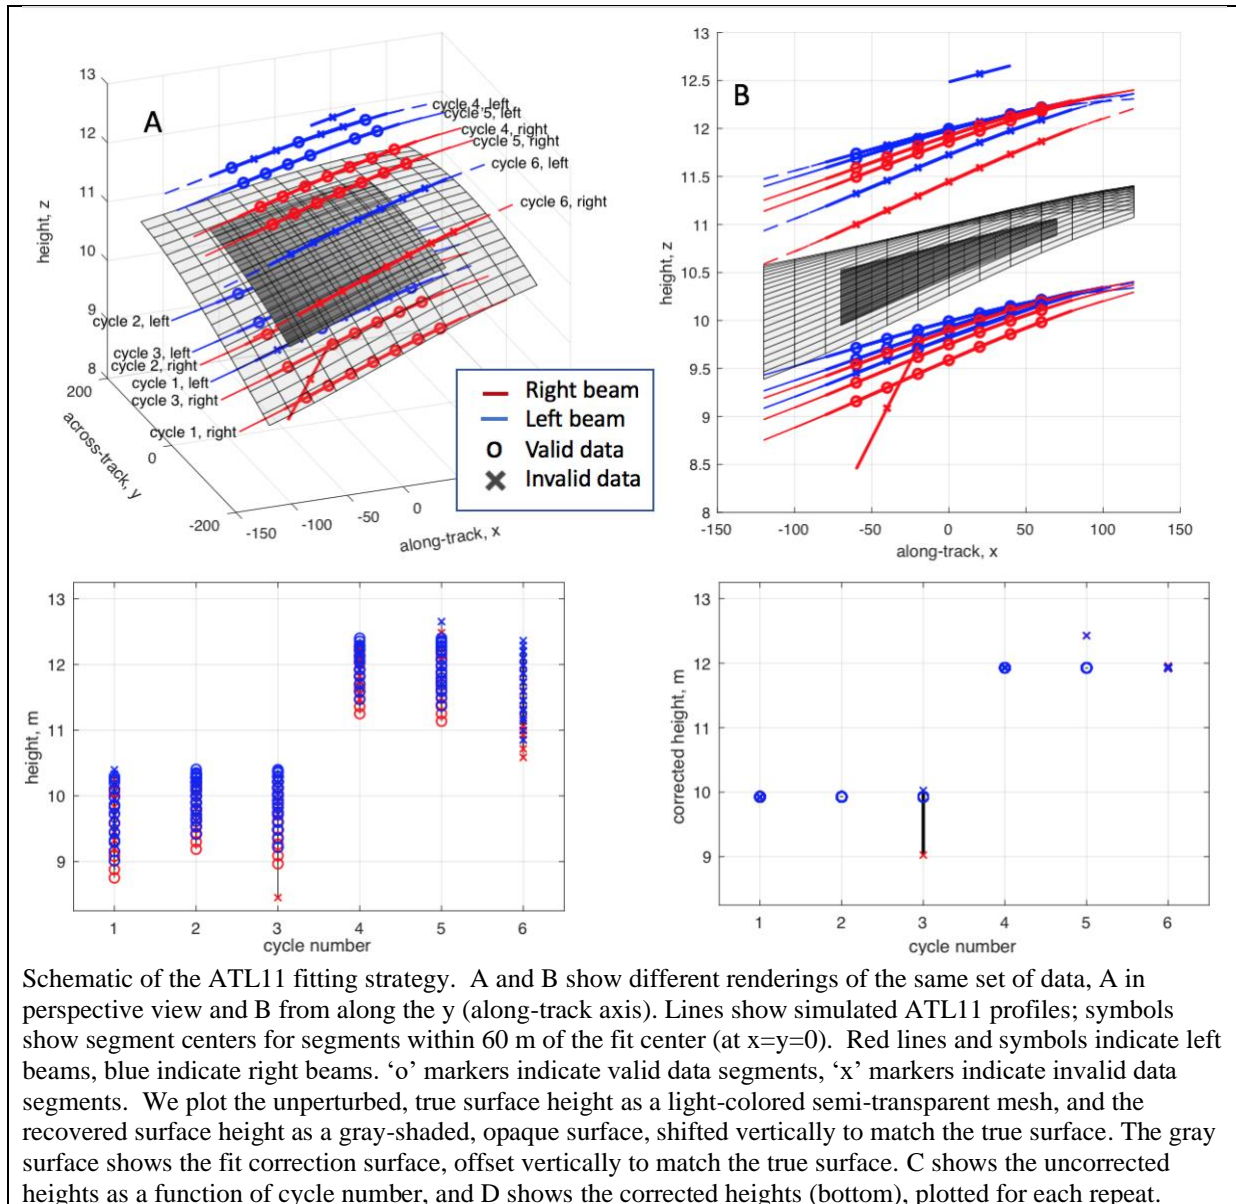 A
13
12
11
10
9
8
height, z
200
0
-200
across-track, y
-150
-100
-50
0
along-track, x
cycle 4, left
cycle 5, left
cycle 4, right
cycle 5, right
cycle 6, left
cycle 6, right
cycle 2, left
cycle 3, left
cycle 2, right
cycle 1, left
cycle 3, right
cycle 1, right
Right beam
Left beam
Valid data
Invalid data
B
13
12.5
12
11.5
11
10.5
10
9.5
9
8.5
8
height, z
-150
-100
-50
0
50
100
150
along-track, x
13
12
11
10
9
height, m
1
2
3
4
5
6
cycle number
13
12
11
10
9
corrected height, m
1
2
3
4
5
6
cycle number
Schematic of the ATL11 fitting strategy. A and B show different renderings of the same set of data, A in
perspective view and B from along the y (along-track axis). Lines show simulated ATL11 profiles; symbols
show segment centers for segments within 60 m of the fit center (at x=y=0). Red lines and symbols indicate left
beams, blue indicate right beams. ‘o’ markers indicate valid data segments, ‘x’ markers indicate invalid data
segments. We plot the unperturbed, true surface height as a light-colored semi-transparent mesh, and the
recovered surface height as a gray-shaded, opaque surface, shifted vertically to match the true surface. The gray
surface shows the fit correction surface, offset vertically to match the true surface. C shows the uncorrected
heights as a function of cycle number, and D shows the corrected heights (bottom), plotted for each repeat.